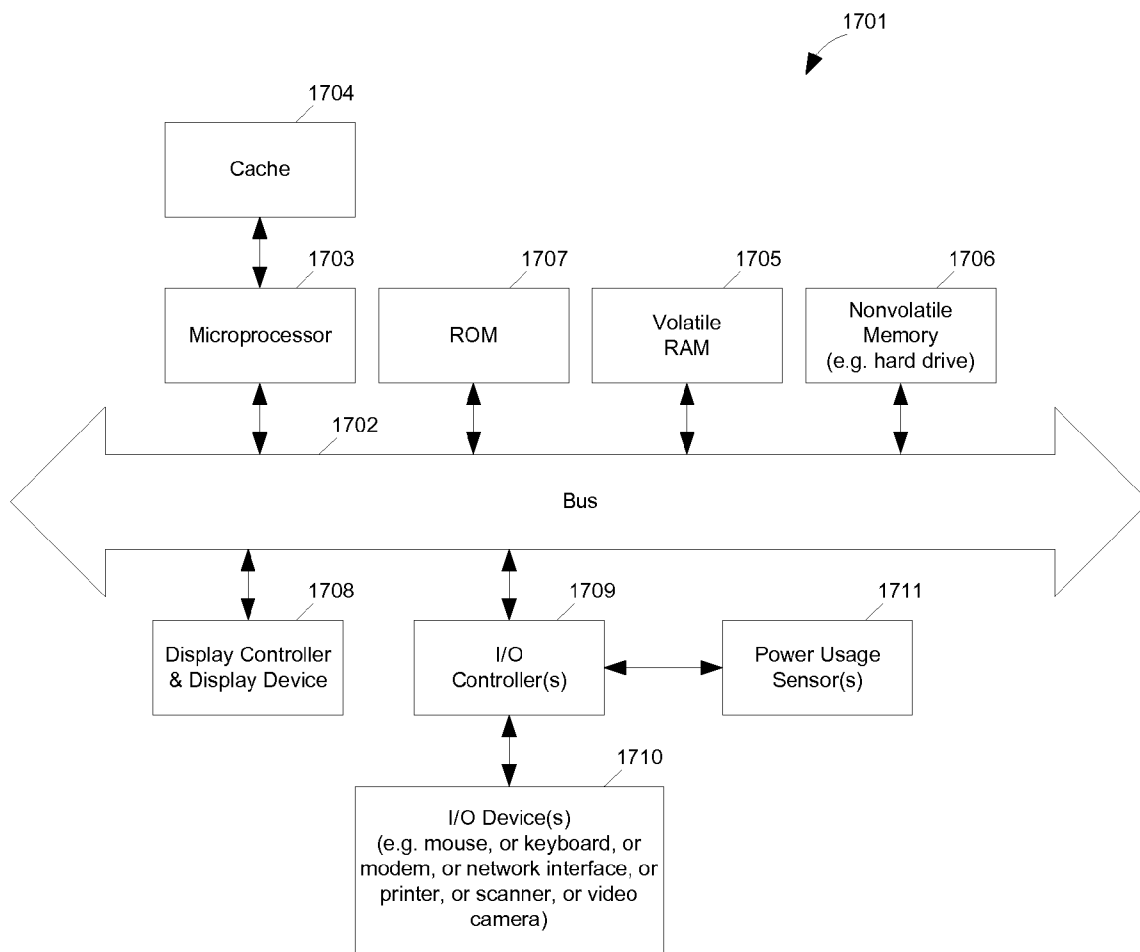 1701
1704
Cache
1703
1707
1705
1706
Microprocessor
ROM
Volatile
RAM
Nonvolatile
Memory
(e.g. hard drive)
1702
Bus
1708
1709
1711
Display Controller
& Display Device
I/O
Controller(s)
Power Usage
Sensor(s)
1710
I/O Device(s)
(e.g. mouse, or keyboard, or
modem, or network interface, or
printer, or scanner, or video
camera)